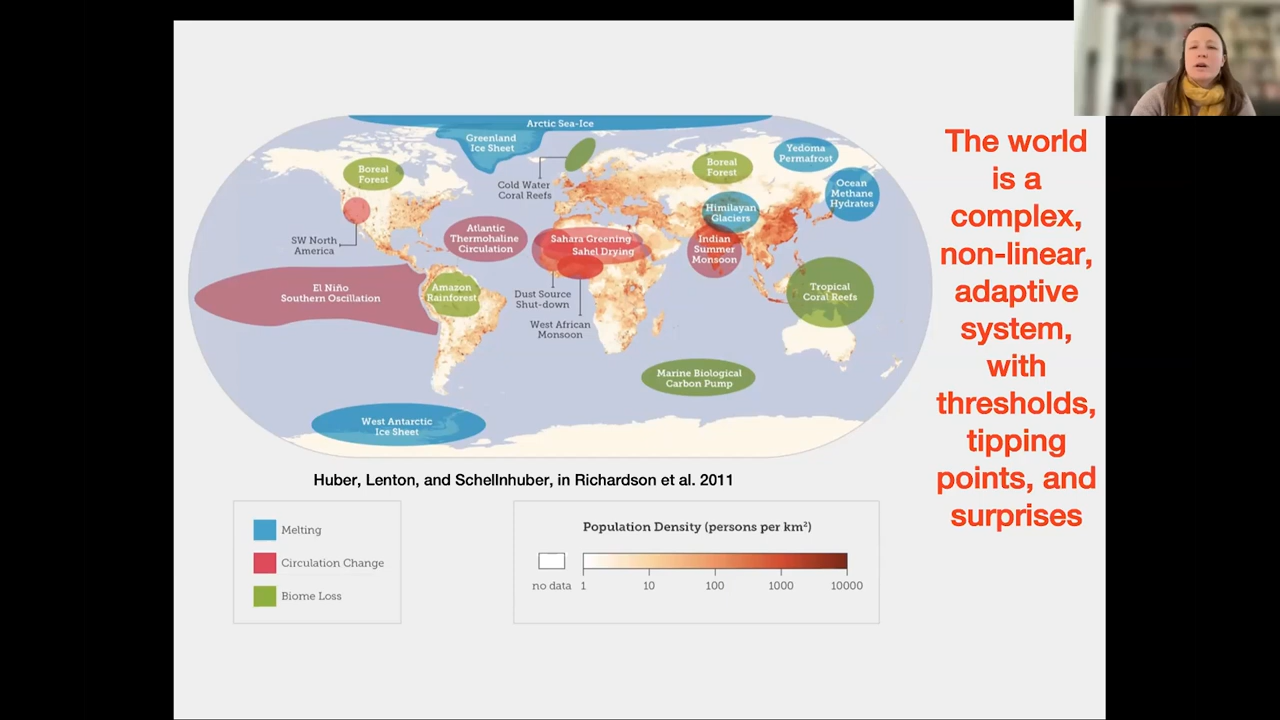 Arctic Sea-Ice
Greenland
Ice Sheet
Yedoma
Permafrost
Boreal
Forest
Boreal
Forest
Cold Water
Coral Reefs
Ocean
Methane
Hydrates
Himilayan
Glaciers
SW North
America
Atlantic
Thermohaline
Circulation
Sahara Greening
Sahel Drying
Indian
Summer
Monsoon
El Niño
Southern Oscillation
Amazon
Rainforest
Dust Source
Shut-down
West African
Monsoon
Tropical
Coral Reefs
Marine Biological
Carbon Pump
West Antarctic
Ice Sheet
Huber, Lenton, and Schellnhuber, in Richardson et al. 2011
Melting
Circulation Change
Biome Loss
Population Density (persons per km²)
no data 1 10 100 1000 10000
The world
is a
complex,
non-linear,
adaptive
system,
with
thresholds,
tipping
points, and
surprises